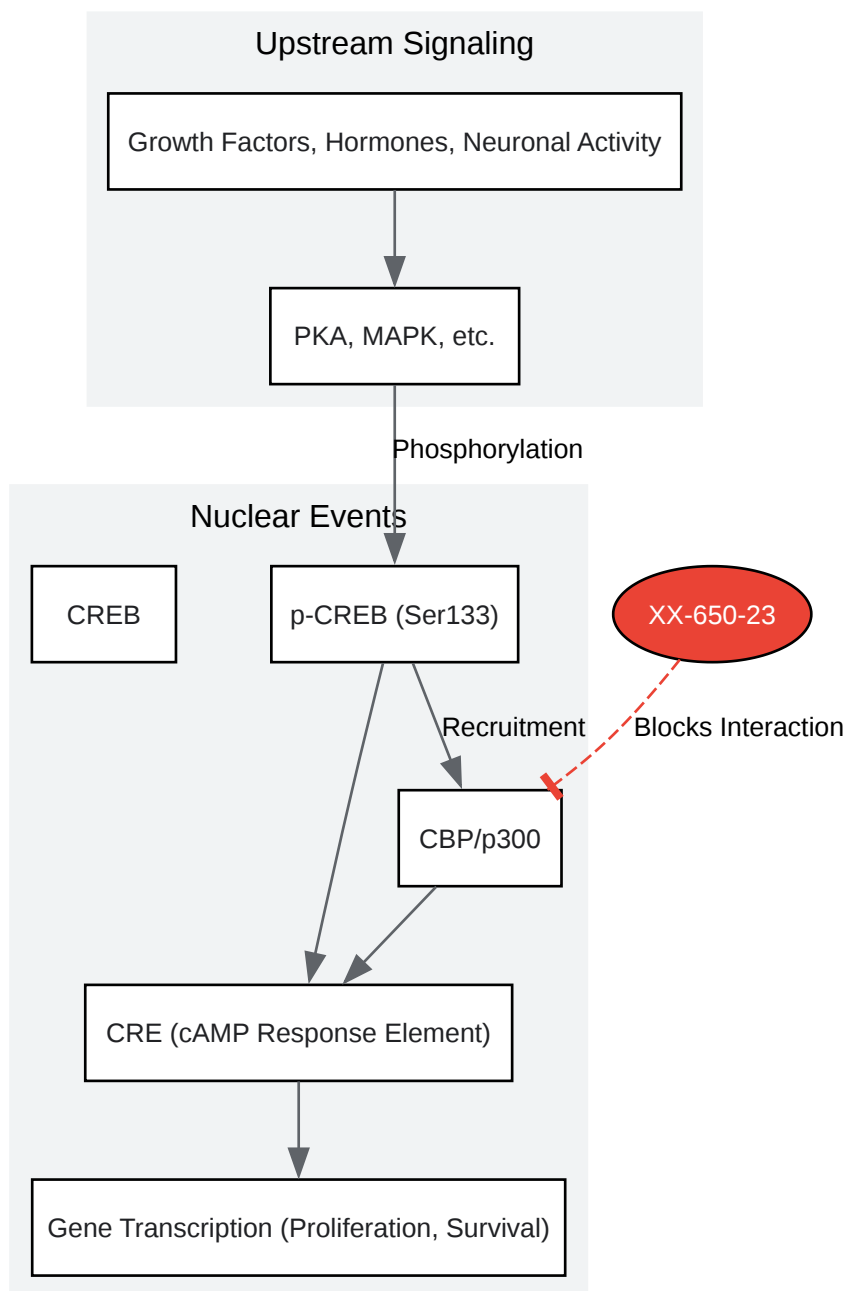 Upstream Signaling
Growth Factors, Hormones, Neuronal Activity
PKA, MAPK, etc.
Phosphorylation
Nuclear Events
CREB
p-CREB (Ser133)
XX-650-23
Recruitment
Blocks Interaction
CBP/p300
CRE (cAMP Response Element)
Gene Transcription (Proliferation, Survival)